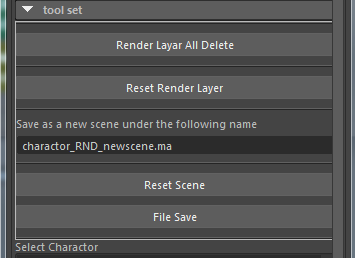 tool set
Render Layar All Delete
Reset Render Layer
Save as a new scene under the following name
charactor_RND_newscene.ma
Reset Scene
File Save
Select Charactor